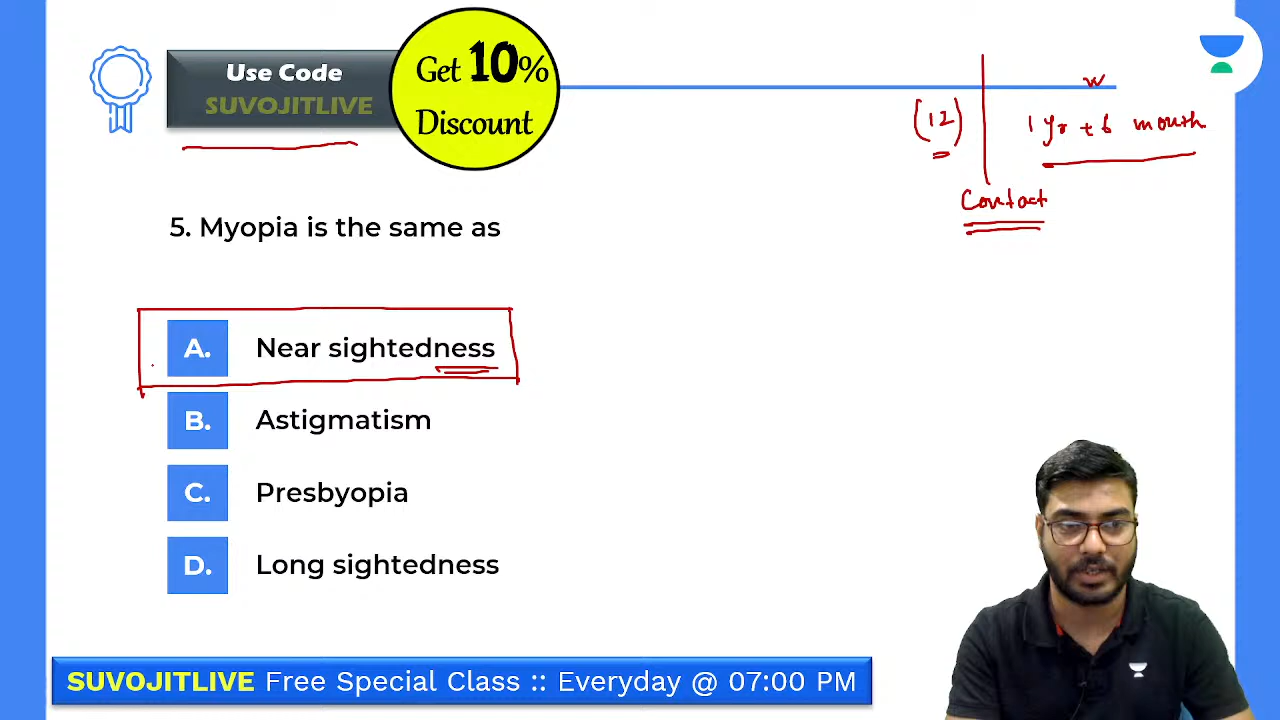 Use Code
SUVOJITLIVE
Get 10%
Discount
w
(12)
1 yr + 6 month
Contact
5. Myopia is the same as
A. Near sightedness
B. Astigmatism
C. Presbyopia
D. Long sightedness
SUVOJITLIVE Free Special Class :: Everyday @ 07:00 PM